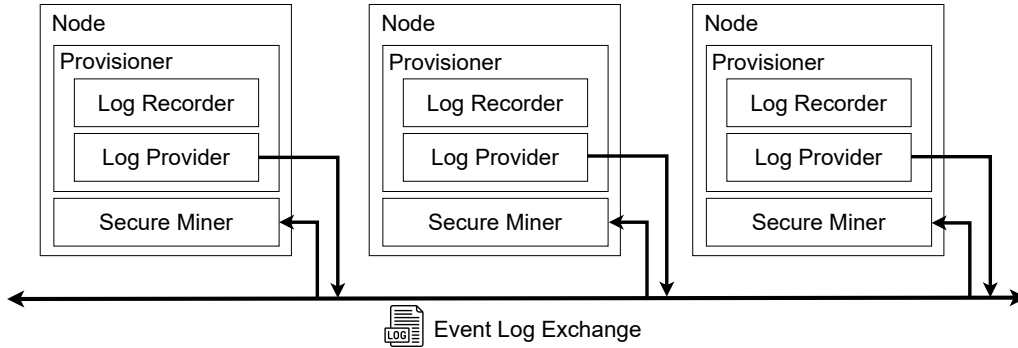 Node
Provisioner
Log Recorder
Log Provider
Secure Miner
Node
Provisioner
Log Recorder
Log Provider
Secure Miner
Node
Provisioner
Log Recorder
Log Provider
Secure Miner
LOG
Event Log Exchange